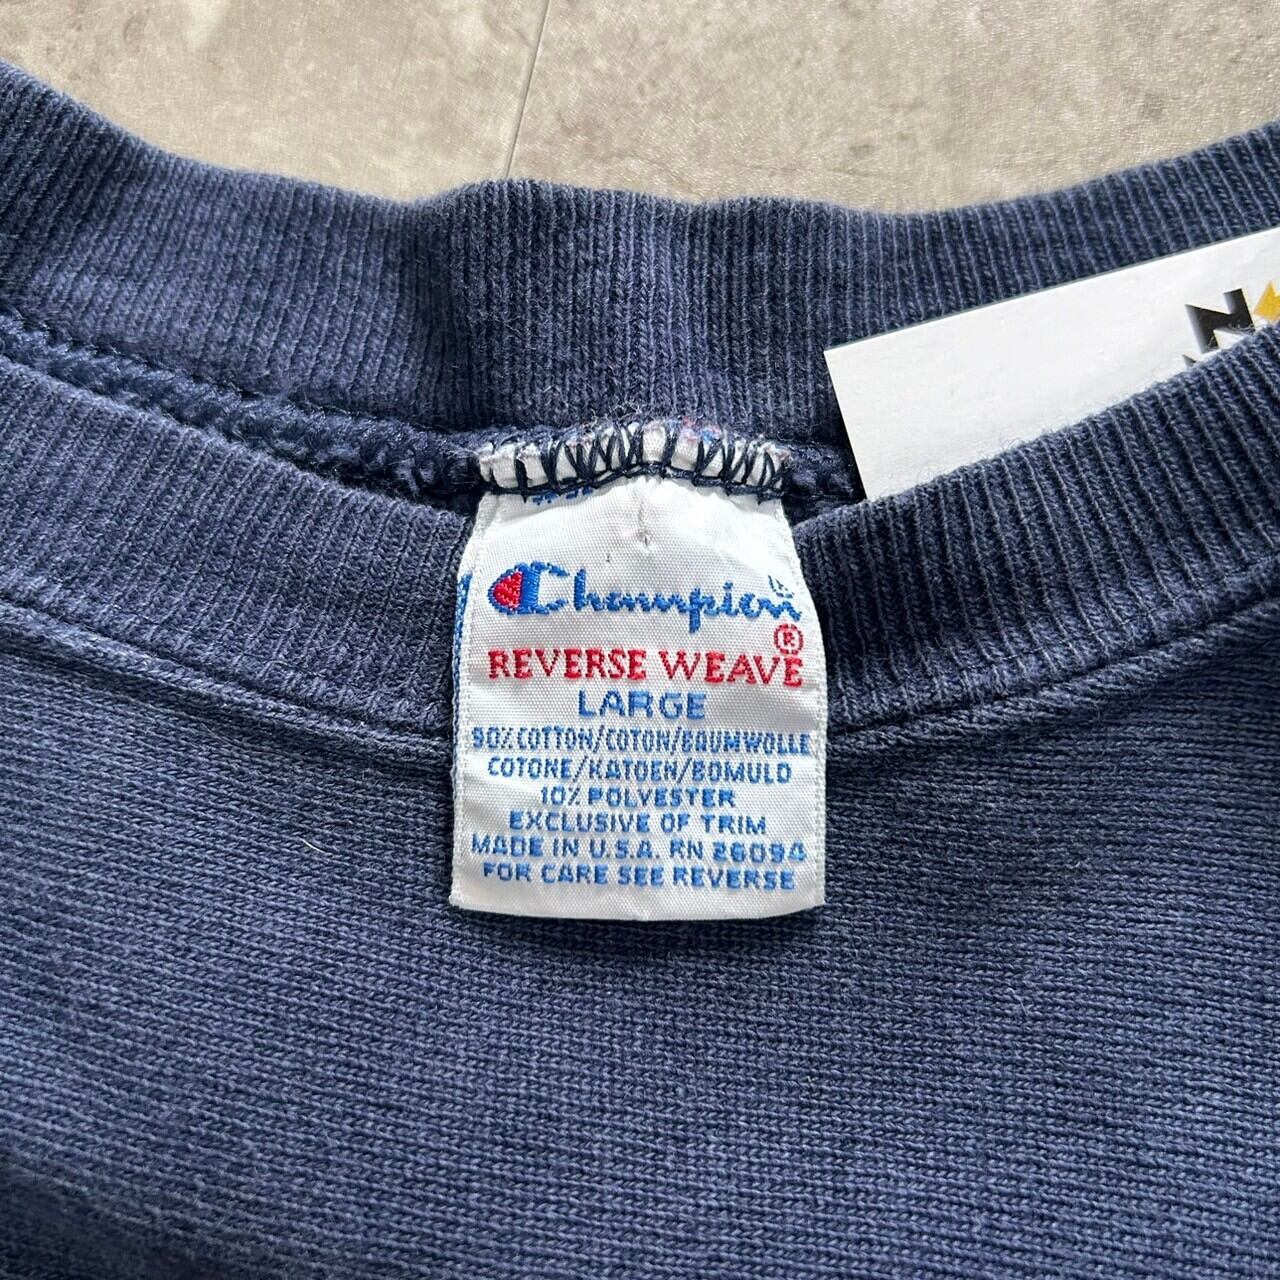 Champion®
REVERSE WEAVE®
LARGE
90% COTTON/COTON/BAUMWOLLE
COTONE/KATOEN/BOMULD
10% POLYESTER
EXCLUSIVE OF TRIM
MADE IN U.S.A. RN 26094
FOR CARE SEE REVERSE
N